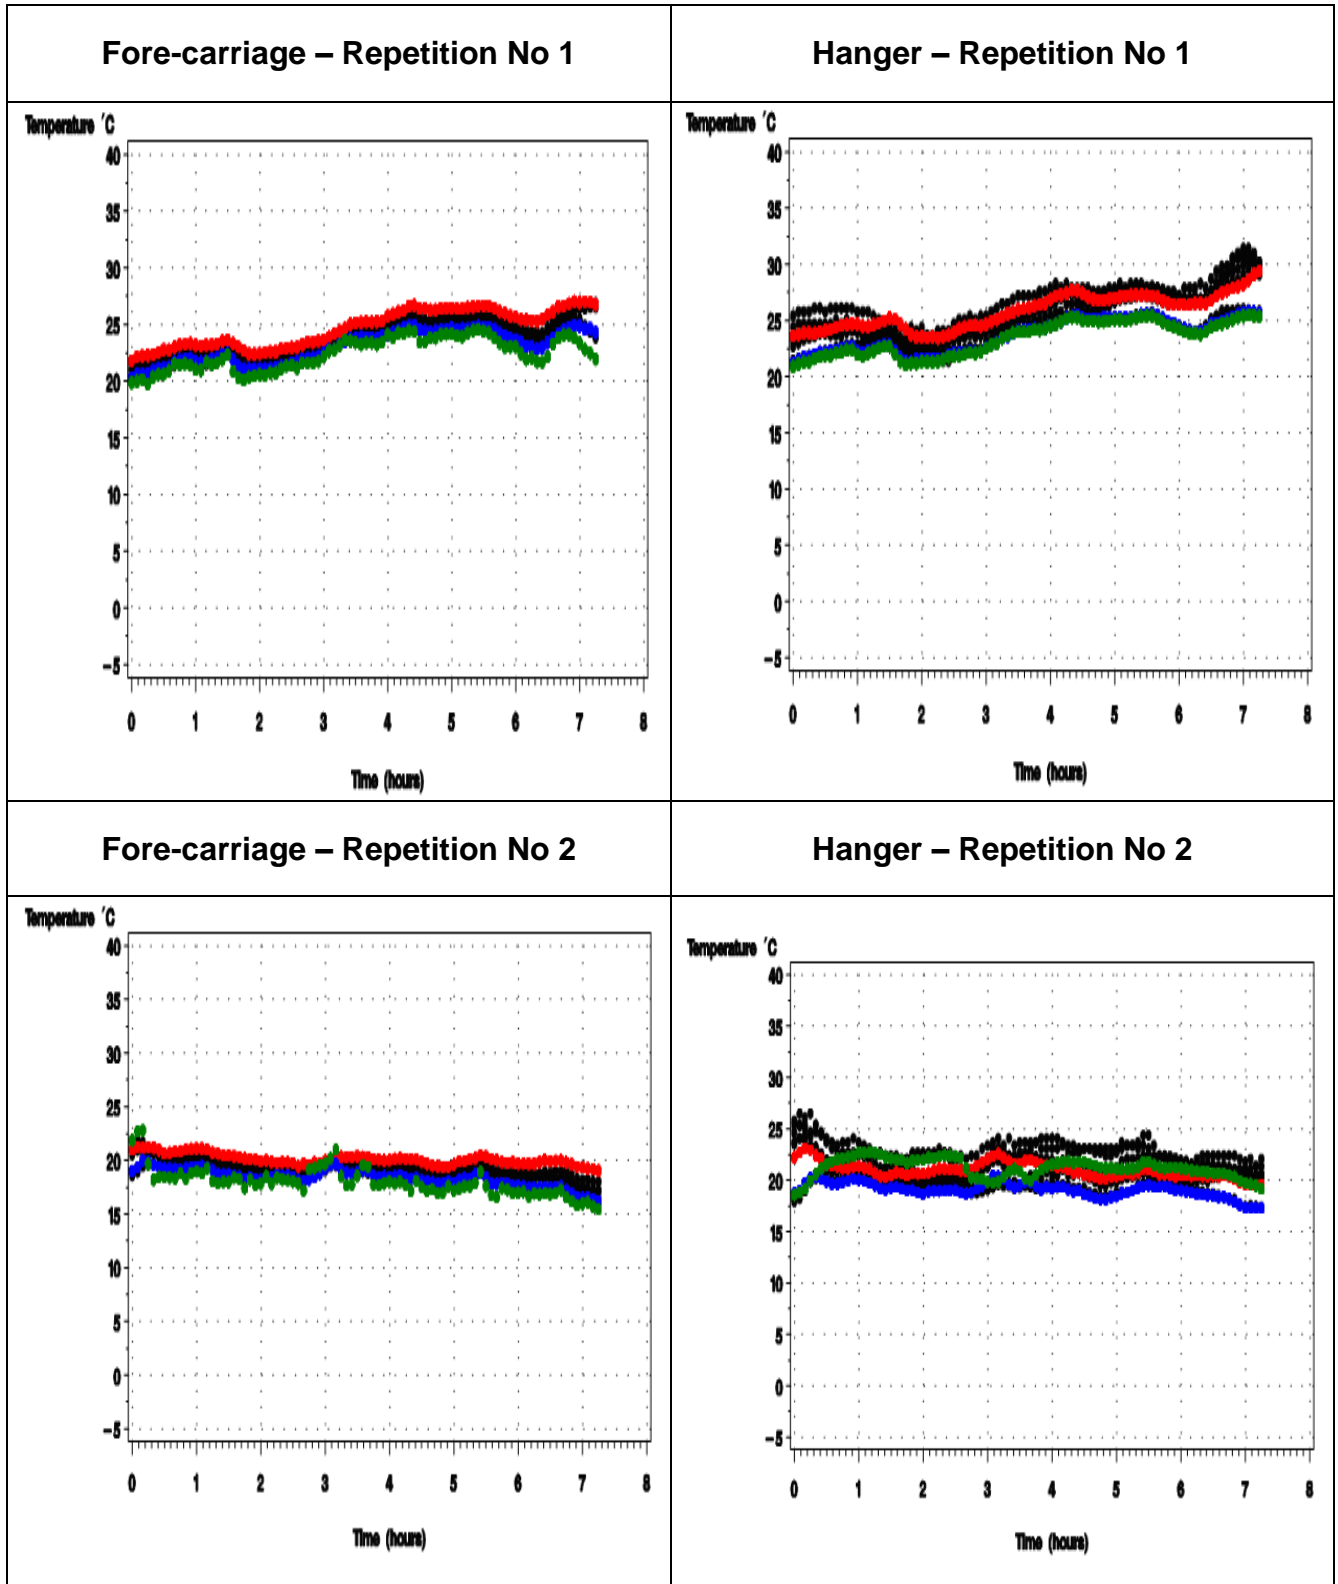 Fore-carriage – Repetition No 1
Hanger – Repetition No 1
Temperature ´C
40
35
30
25
20
15
10
5
0
−5
0 1 2 3 4 5 6 7 8
Time (hours)
Temperature ´C
40
35
30
25
20
15
10
5
0
−5
0 1 2 3 4 5 6 7 8
Time (hours)
Fore-carriage – Repetition No 2
Hanger – Repetition No 2
Temperature ´C
40
35
30
25
20
15
10
5
0
−5
0 1 2 3 4 5 6 7 8
Time (hours)
Temperature ´C
40
35
30
25
20
15
10
5
0
−5
0 1 2 3 4 5 6 7 8
Time (hours)